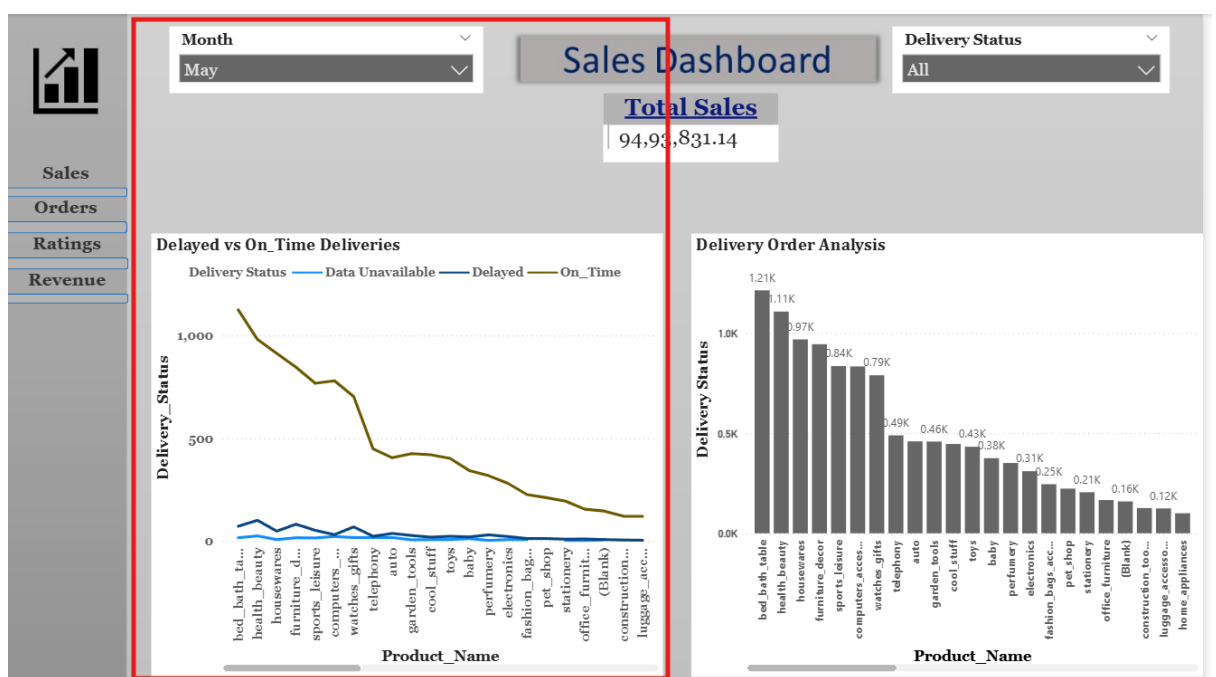 Month
May
Sales Dashboard
Delivery Status
All
Total Sales
94,93,831.14
Sales
Orders
Ratings
Revenue
Delayed vs On_Time Deliveries
Delivery Status
Data Unavailable
Delayed
On_Time
Delivery_Status
1,000
500
0
bed_bath_ta...
health_beauty
housewares
furniture_d...
sports_leisure
computers_...
watches_gifts
telephony
auto
garden_tools
cool_stuff
toys
baby
perfumery
electronics
fashion_bag...
pet_shop
stationery
office_furnit...
(Blank)
construction...
luggage_acc...
Product_Name
Delivery Order Analysis
Delivery Status
1.0K
0.5K
0.0K
1.21K
1.11K
0.97K
0.84K
0.79K
0.49K
0.46K
0.43K
0.38K
0.31K
0.25K
0.21K
0.16K
0.12K
bed_bath_table
health_beauty
housewares
furniture_decor
sports_leisure
computers_acces...
watches_gifts
telephony
auto
garden_tools
cool_stuff
toys
baby
perfumery
electronics
fashion_bags_acc...
pet_shop
stationery
office_furniture
(Blank)
construction_too...
luggage_accesso...
home_appliances
Product_Name